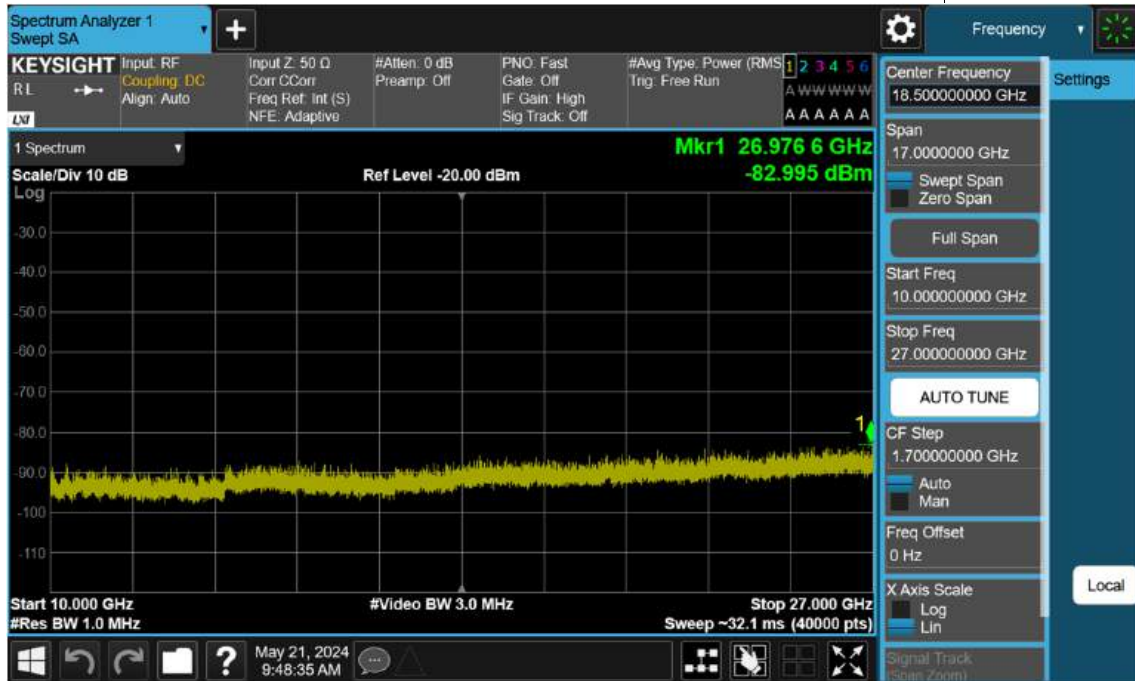 Spectrum Analyzer 1
Swept SA
Frequency
KEYSIGHT
RL
LXI
Input: RF
Coupling: DC
Align: Auto
Input Z: 50 Ω
Corr CCorr
Freq Ref: Int (S)
NFE: Adaptive
#Atten: 0 dB
Preamp: Off
PNO: Fast
Gate: Off
IF Gain: High
Sig Track: Off
#Avg Type: Power (RMS
Trig: Free Run
1 2 3 4 5 6
A W W W W W
A A A A A A
1 Spectrum
Mkr1 26.976 6 GHz
-82.995 dBm
Scale/Div 10 dB
Ref Level -20.00 dBm
Log
-30.0
-40.0
-50.0
-60.0
-70.0
-80.0
-90.0
-100
-110
1
Start 10.000 GHz
#Video BW 3.0 MHz
Stop 27.000 GHz
#Res BW 1.0 MHz
Sweep ~32.1 ms (40000 pts)
May 21, 2024
9:48:35 AM
?
Center Frequency
18.500000000 GHz
Settings
Span
17.0000000 GHz
Swept Span
Zero Span
Full Span
Start Freq
10.000000000 GHz
Stop Freq
27.000000000 GHz
AUTO TUNE
CF Step
1.700000000 GHz
Auto
Man
Freq Offset
0 Hz
X Axis Scale
Log
Lin
Local
Signal Track
(Span Zoom)